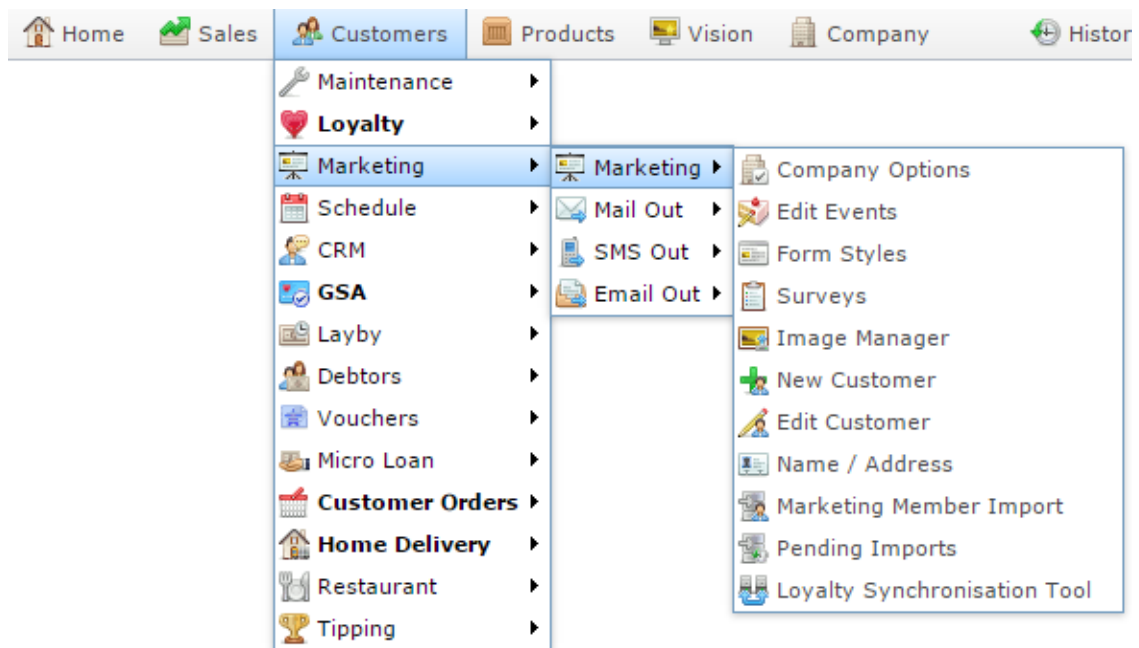 Home Sales Customers Products Vision Company Histor
Maintenance
Loyalty
Marketing
Schedule
CRM
GSA
Layby
Debtors
Vouchers
Micro Loan
Customer Orders
Home Delivery
Restaurant
Tipping
Marketing
Mail Out
SMS Out
Email Out
Company Options
Edit Events
Form Styles
Surveys
Image Manager
New Customer
Edit Customer
Name / Address
Marketing Member Import
Pending Imports
Loyalty Synchronisation Tool